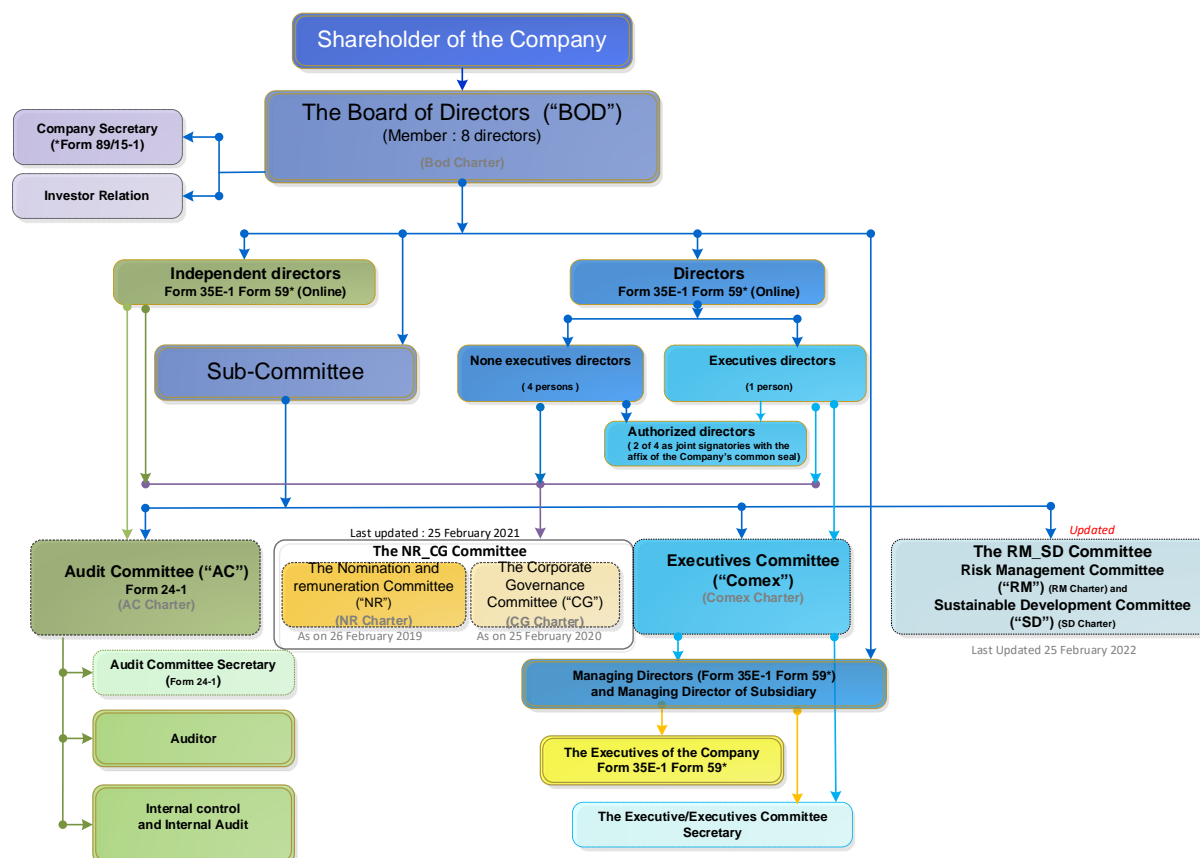 Shareholder of the Company
The Board of Directors (“BOD”)
(Member : 8 directors)
(Bod Charter)
Company Secretary
(*Form 89/15-1)
Investor Relation
Independent directors
Form 35E-1 Form 59* (Online)
Directors
Form 35E-1 Form 59* (Online)
Sub-Committee
None executives directors
( 4 persons )
Executives directors
(1 person)
Authorized directors
( 2 of 4 as joint signatories with the
affix of the Company’s common seal)
Last updated : 25 February 2021
Updated
Audit Committee (“AC”)
Form 24-1
(AC Charter)
The NR_CG Committee
The Nomination and
remuneration Committee
(“NR”)
(NR Charter)
As on 26 February 2019
The Corporate
Governance
Committee (“CG”)
(CG Charter)
As on 25 February 2020
Executives Committee
(“Comex”)
(Comex Charter)
The RM_SD Committee
Risk Management Committee
(“RM”) (RM Charter) and
Sustainable Development Committee
(“SD”) (SD Charter)
Last Updated 25 February 2022
Audit Committee Secretary
(Form 24-1)
Auditor
Internal control
and Internal Audit
Managing Directors (Form 35E-1 Form 59*)
and Managing Director of Subsidiary
The Executives of the Company
Form 35E-1 Form 59*
The Executive/Executives Committee
Secretary